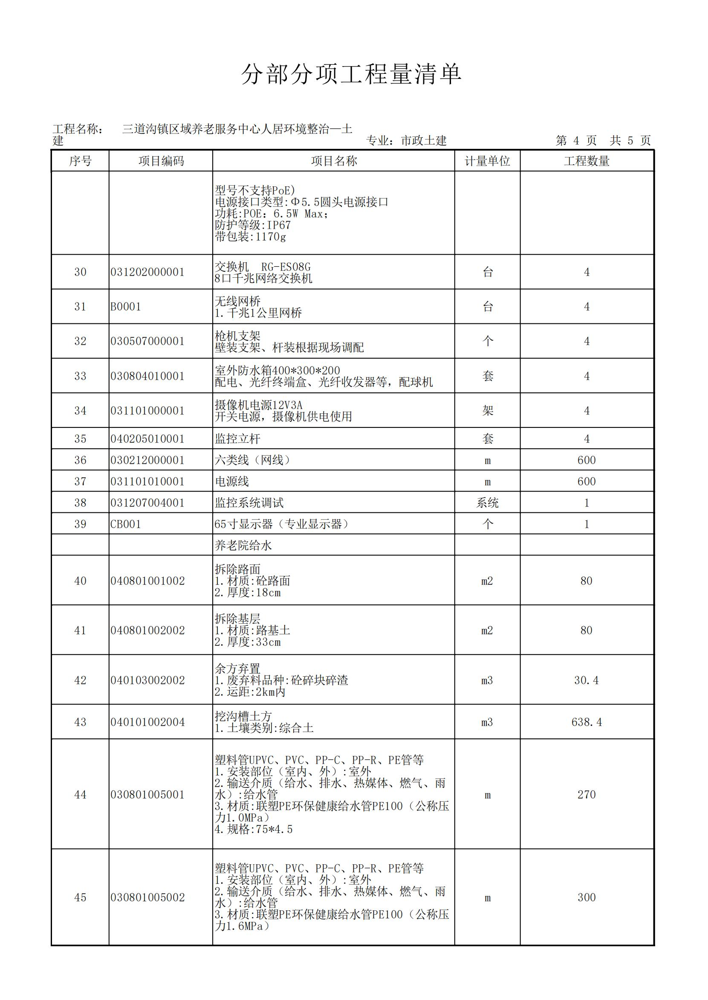 分部分项工程量清单
工程名称： 三道沟镇区域养老服务中心人居环境整治—土
建
专业：市政土建
第 4 页 共 5 页
序号 项目编码 项目名称 计量单位 工程数量
型号不支持PoE)
电源接口类型:Φ5.5圆头电源接口
功耗:POE：6.5W Max；
防护等级:IP67
带包装:1170g
30 031202000001 交换机 RG-ES08G
8口千兆网络交换机
台 4
31 B0001 无线网桥
1.千兆1公里网桥
台 4
32 030507000001 枪机支架
壁装支架、杆装根据现场调配
个 4
33 030804010001 室外防水箱400*300*200
配电、光纤终端盒、光纤收发器等，配球机
套 4
34 031101000001 摄像机电源12V3A
开关电源，摄像机供电使用
架 4
35 040205010001 监控立杆 套 4
36 030212000001 六类线（网线） m 600
37 031101010001 电源线 m 600
38 031207004001 监控系统调试 系统 1
39 CB001 65寸显示器（专业显示器） 个 1
养老院给水
40 040801001002 拆除路面
1.材质:砼路面
2.厚度:18cm
m2 80
41 040801002002 拆除基层
1.材质:路基土
2.厚度:33cm
m2 80
42 040103002002 余方弃置
1.废弃料品种:砼碎块碎渣
2.运距:2km内
m3 30.4
43 040101002004 挖沟槽土方
1.土壤类别:综合土
m3 638.4
44 030801005001 塑料管UPVC、PVC、PP-C、PP-R、PE管等
1.安装部位（室内、外）:室外
2.输送介质（给水、排水、热媒体、燃气、雨
水）:给水管
3.材质:联塑PE环保健康给水管PE100（公称压
力1.0MPa）
4.规格:75*4.5
m 270
45 030801005002 塑料管UPVC、PVC、PP-C、PP-R、PE管等
1.安装部位（室内、外）:室外
2.输送介质（给水、排水、热媒体、燃气、雨
水）:给水管
3.材质:联塑PE环保健康给水管PE100（公称压
力1.6MPa）
m 300